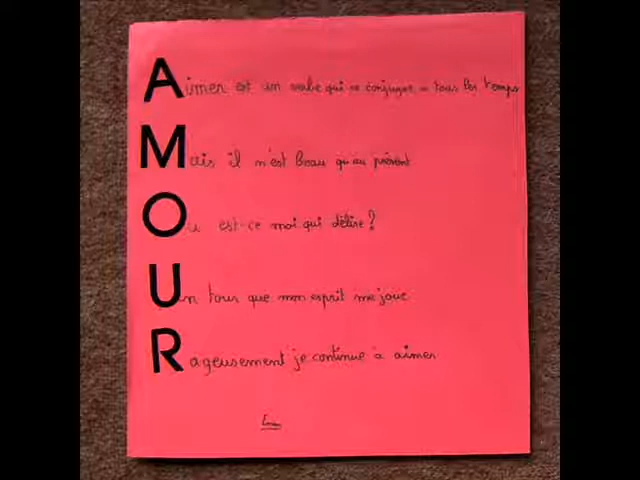 Aimer est un verbe qui se conjugue a tous les temps
Mais il n'est beau qu'au présent
Ou est-ce moi qui délire?
Un tour que mon esprit me joue
Rageusement je continue à aimer